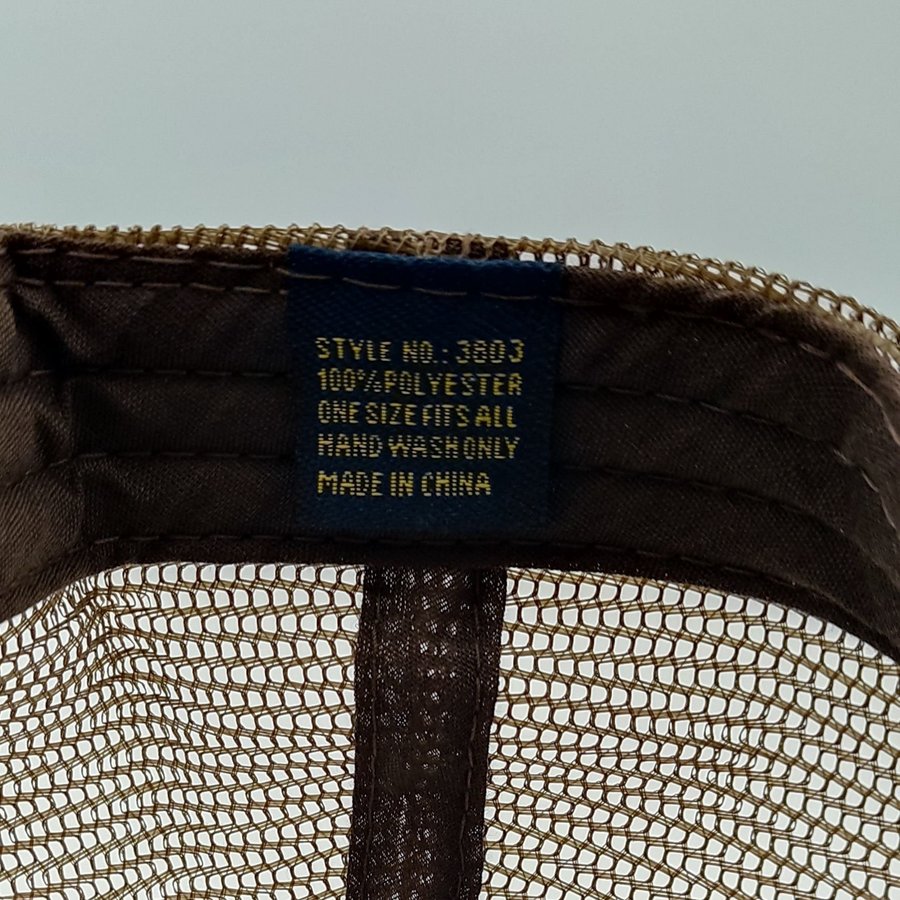 STYLE NO.: 3803
100% POLYESTER
ONE SIZE FITS ALL
HAND WASH ONLY
MADE IN CHINA